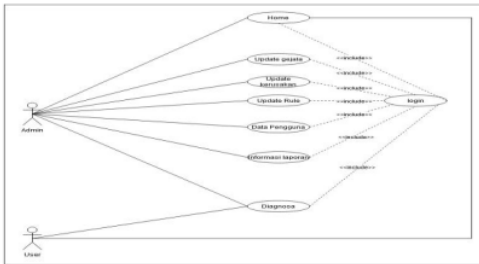 Home
<<include>>
Update gejala
<<include>>
Update
kerusakan
<<include>>
Update Rule
<<include>>
login
Admin
Data Pengguna
<<include>>
<<include>>
Informasi laporan
<<include>>
Diagnosa
User